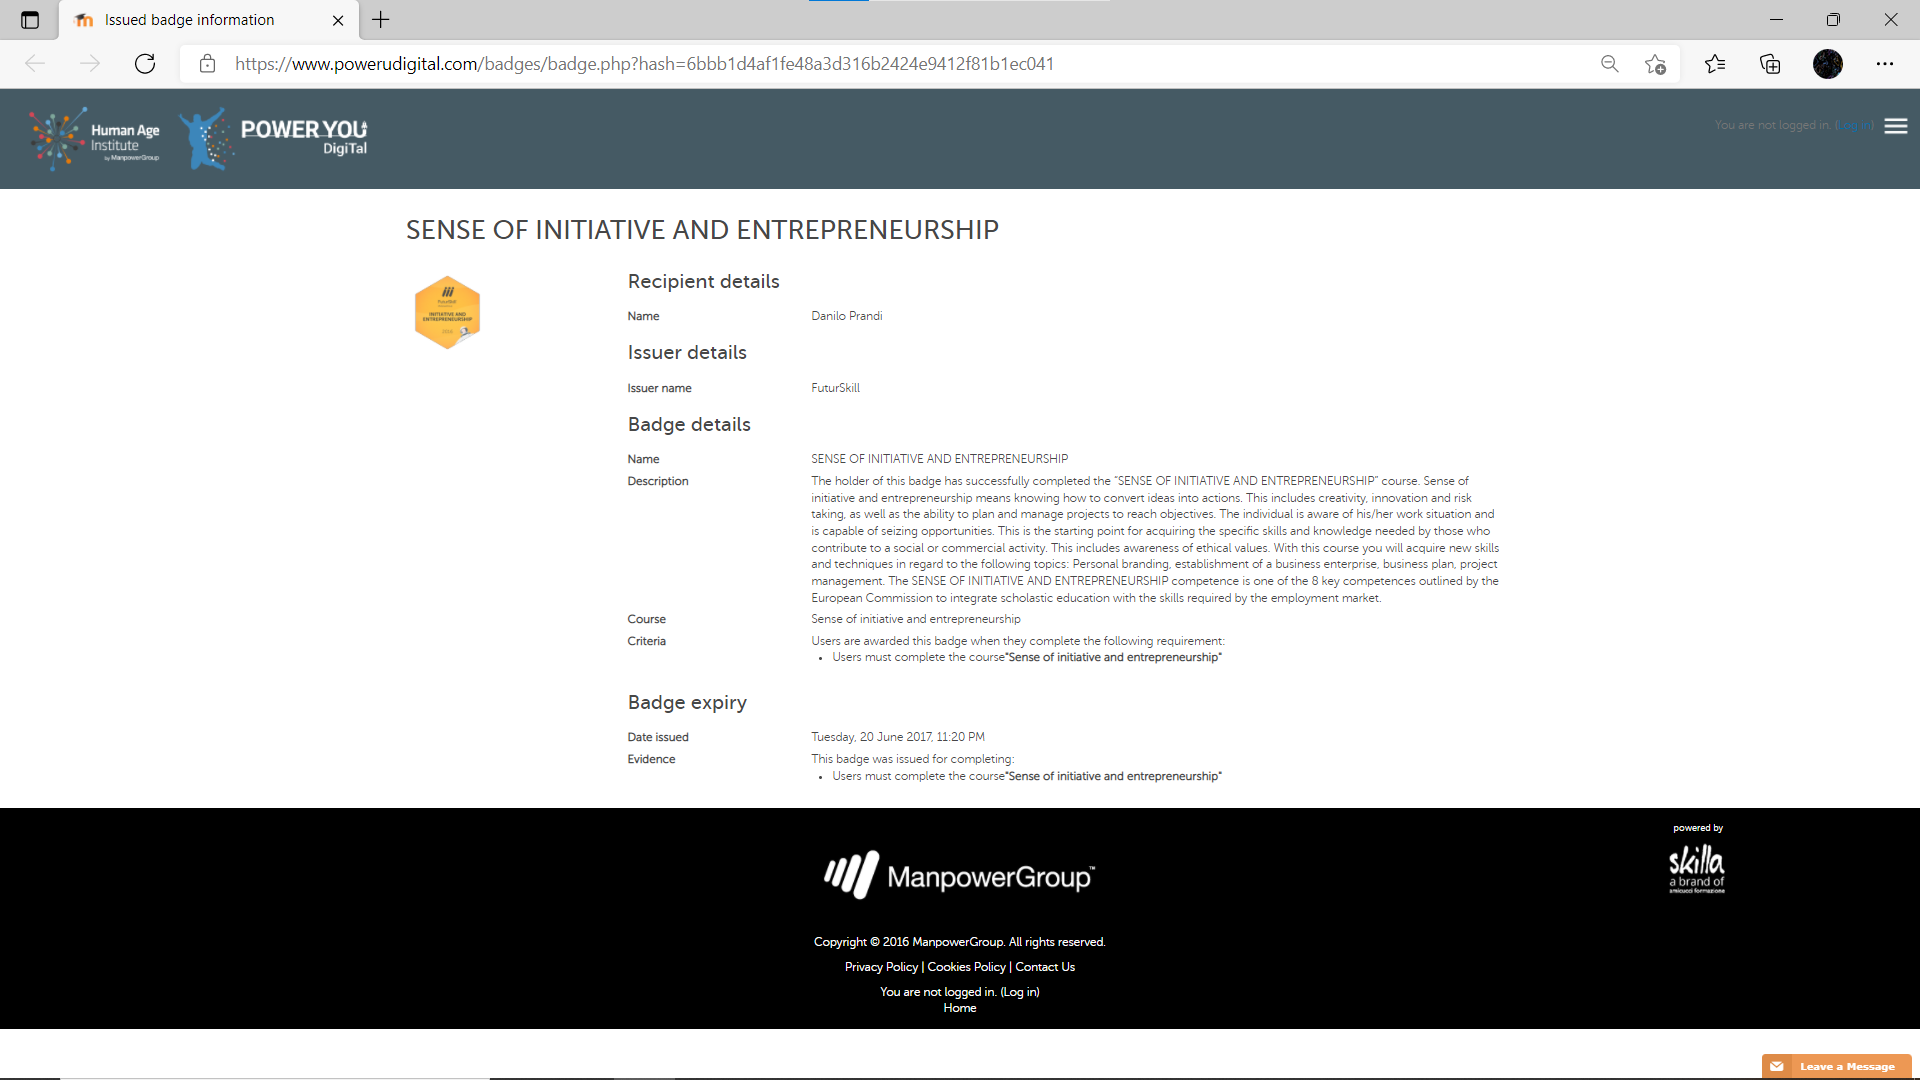 Issued badge information
https://www.powerudigital.com/badges/badge.php?hash=6bbb1d4af1fe48a3d316b2424e9412f81b1ec041
Human Age
Institute
by ManpowerGroup
POWER YOU
DigiTal
You are not logged in. (Log in)
SENSE OF INITIATIVE AND ENTREPRENEURSHIP
FuturSkill
INITIATIVE AND
ENTREPRENEURSHIP
Recipient details
Name Danilo Prandi
Issuer details
Issuer name FuturSkill
Badge details
Name SENSE OF INITIATIVE AND ENTREPRENEURSHIP
Description The holder of this badge has successfully completed the "SENSE OF INITIATIVE AND ENTREPRENEURSHIP" course. Sense of
initiative and entrepreneurship means knowing how to convert ideas into actions. This includes creativity, innovation and risk
taking, as well as the ability to plan and manage projects to reach objectives. The individual is aware of his/her work situation and
is capable of seizing opportunities. This is the starting point for acquiring the specific skills and knowledge needed by those who
contribute to a social or commercial activity. This includes awareness of ethical values. With this course you will acquire new skills
and techniques in regard to the following topics: Personal branding, establishment of a business enterprise, business plan, project
management. The SENSE OF INITIATIVE AND ENTREPRENEURSHIP competence is one of the 8 key competences outlined by the
European Commission to integrate scholastic education with the skills required by the employment market.
Course Sense of initiative and entrepreneurship
Criteria Users are awarded this badge when they complete the following requirement:
• Users must complete the course"Sense of initiative and entrepreneurship"
Badge expiry
Date issued Tuesday, 20 June 2017, 11:20 PM
Evidence This badge was issued for completing:
• Users must complete the course"Sense of initiative and entrepreneurship"
powered by
skilla
a brand of
amicucci formazione
ManpowerGroup™
Copyright © 2016 ManpowerGroup. All rights reserved.
Privacy Policy | Cookies Policy | Contact Us
You are not logged in. (Log in)
Home
Leave a Message